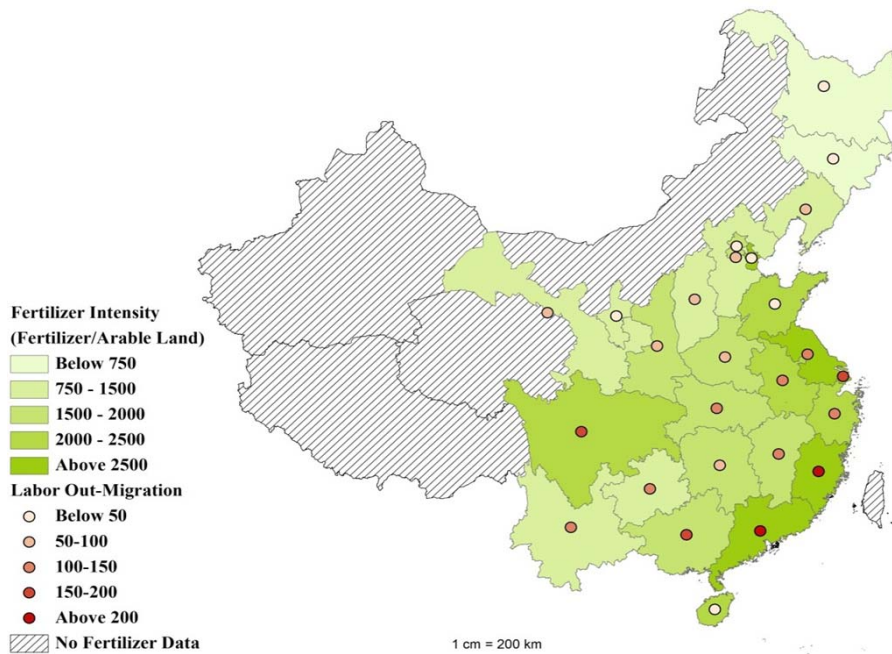 Fertilizer Intensity
(Fertilizer/Arable Land)
Below 750
750 - 1500
1500 - 2000
2000 - 2500
Above 2500
Labor Out-Migration
Below 50
50-100
100-150
150-200
Above 200
No Fertilizer Data
1 cm = 200 km